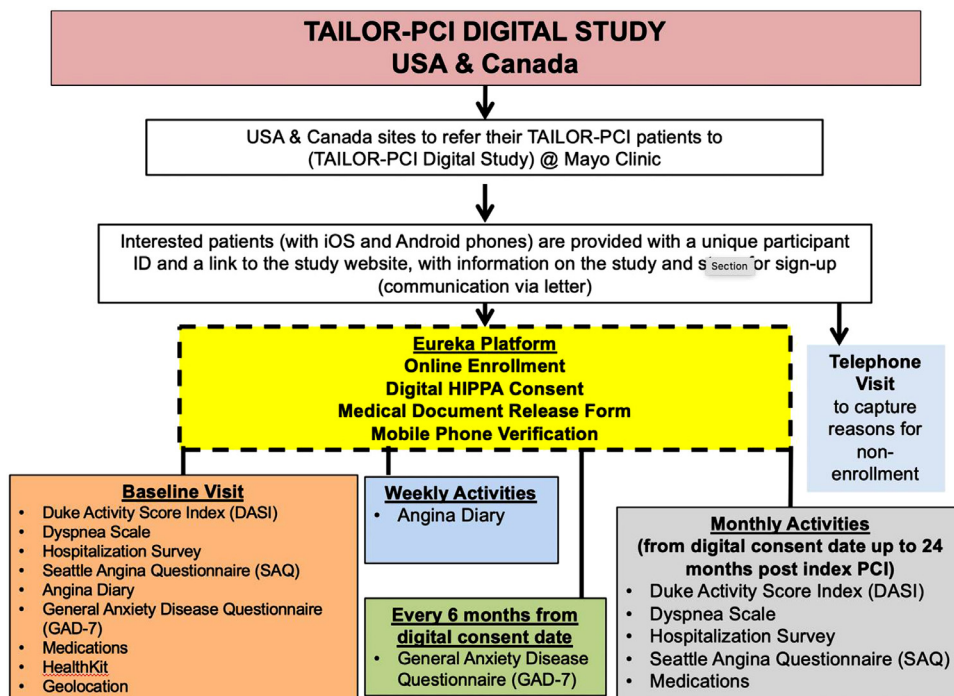 TAILOR-PCI DIGITAL STUDY
USA & Canada
USA & Canada sites to refer their TAILOR-PCI patients to
(TAILOR-PCI Digital Study) @ Mayo Clinic
Interested patients (with iOS and Android phones) are provided with a unique participant
ID and a link to the study website, with information on the study and Section for sign-up
(communication via letter)
Eureka Platform
Online Enrollment
Digital HIPPA Consent
Medical Document Release Form
Mobile Phone Verification
Telephone
Visit
to capture
reasons for
non-
enrollment
Baseline Visit
• Duke Activity Score Index (DASI)
• Dyspnea Scale
• Hospitalization Survey
• Seattle Angina Questionnaire (SAQ)
• Angina Diary
• General Anxiety Disease Questionnaire
(GAD-7)
• Medications
• HealthKit
• Geolocation
Weekly Activities
• Angina Diary
Every 6 months from
digital consent date
• General Anxiety Disease
Questionnaire (GAD-7)
Monthly Activities
(from digital consent date up to 24
months post index PCI)
• Duke Activity Score Index (DASI)
• Dyspnea Scale
• Hospitalization Survey
• Seattle Angina Questionnaire (SAQ)
• Medications